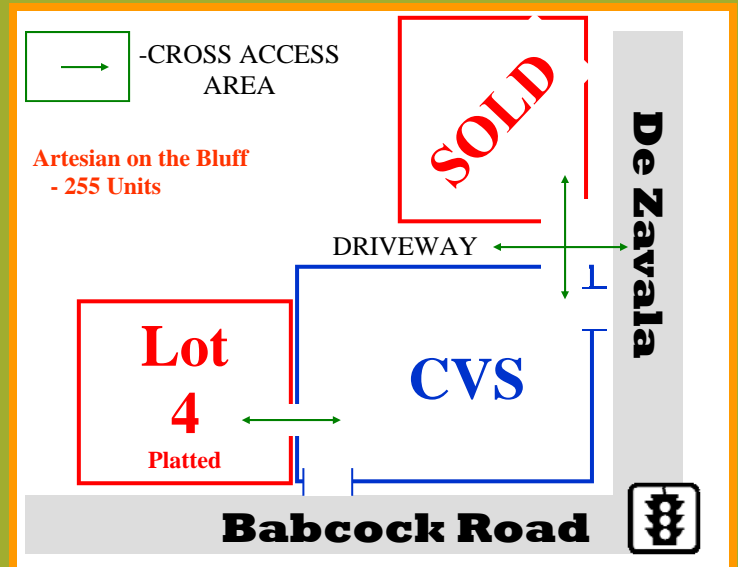 -CROSS ACCESS
AREA
SOLD
Artesian on the Bluff
- 255 Units
De Zavala
DRIVEWAY
Lot
4
Platted
CVS
Babcock Road